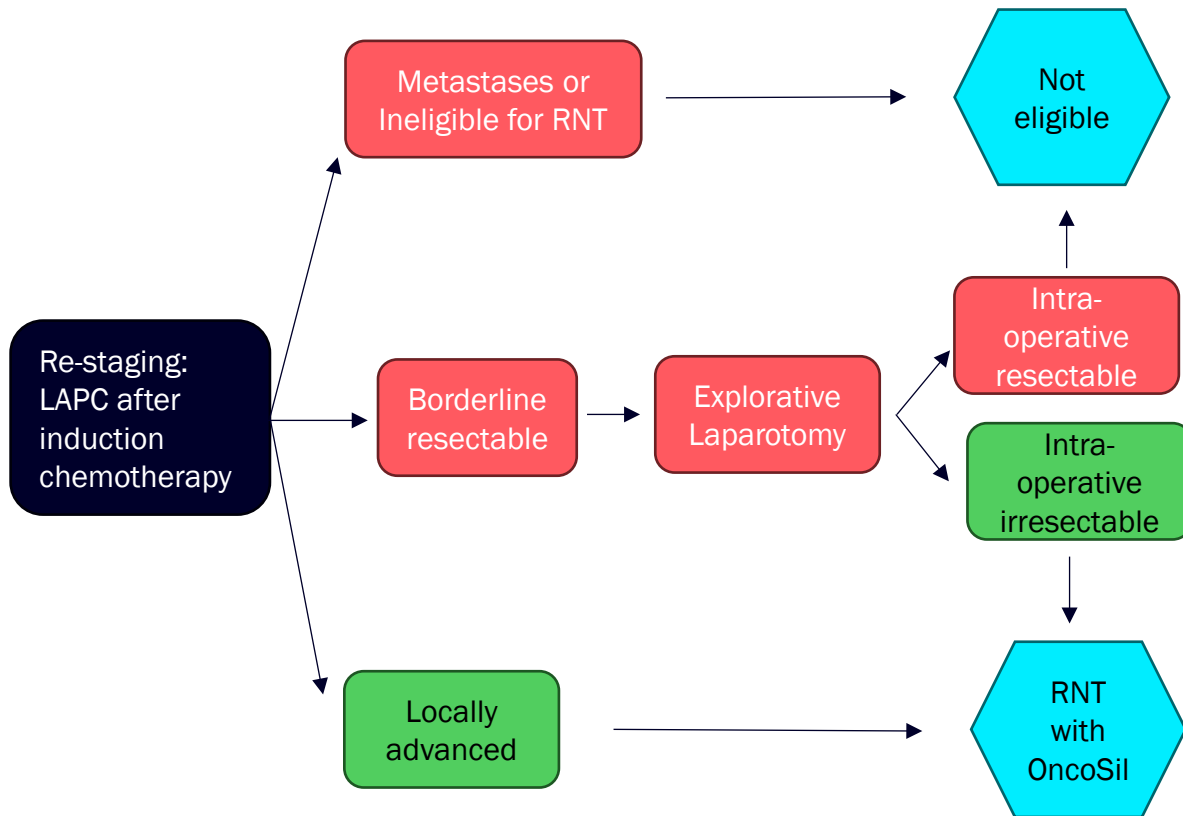 Metastases or
Ineligible for RNT
Not
eligible
Re-staging:
LAPC after
induction
chemotherapy
Borderline
resectable
Explorative
Laparotomy
Intra-
operative
resectable
Intra-
operative
irresectable
Locally
advanced
RNT
with
OncoSil